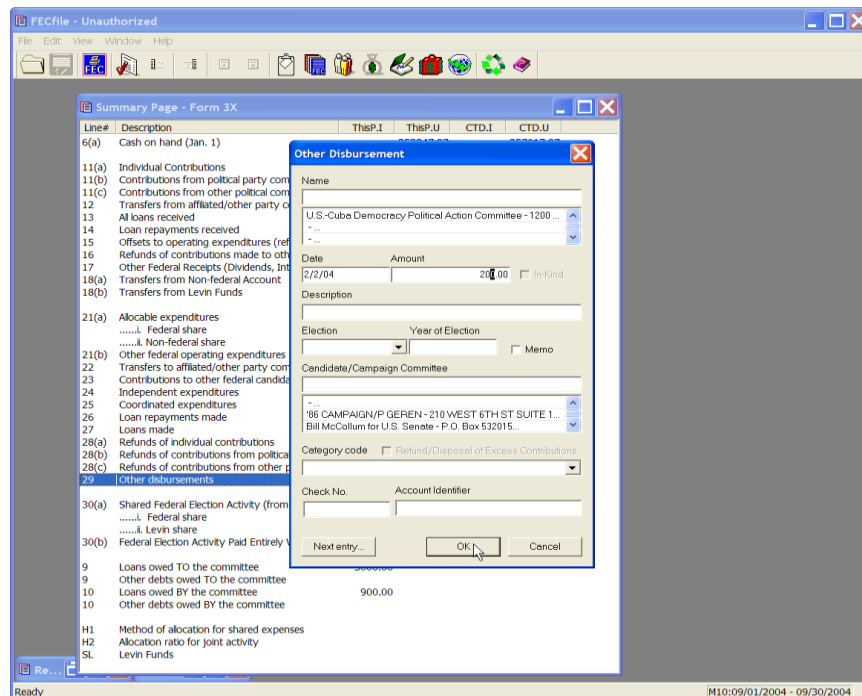 FECfile - Unauthorized
File Edit View Window Help
FEC
Summary Page - Form 3X
Line# Description ThisP.I ThisP.U CTD.I CTD.U
6(a) Cash on hand (Jan. 1)
11(a) Individual Contributions
11(b) Contributions from political party com
11(c) Contributions from other political com
12 Transfers from affiliated/other party c
13 All loans received
14 Loan repayments received
15 Offsets to operating expenditures (ref
16 Refunds of contributions made to oth
17 Other Federal Receipts (Dividends, Int
18(a) Transfers from Non-federal Account
18(b) Transfers from Levin Funds
21(a) Allocable expenditures
......i. Federal share
......ii. Non-federal share
21(b) Other federal operating expenditures
22 Transfers to affiliated/other party com
23 Contributions to other federal candida
24 Independent expenditures
25 Coordinated expenditures
26 Loan repayments made
27 Loans made
28(a) Refunds of individual contributions
28(b) Refunds of contributions from politica
28(c) Refunds of contributions from other p
29 Other disbursements
30(a) Shared Federal Election Activity (from
......i. Federal share
......ii. Levin share
30(b) Federal Election Activity Paid Entirely
9 Loans owed TO the committee
9 Other debts owed TO the committee
10 Loans owed BY the committee 900.00
10 Other debts owed BY the committee
H1 Method of allocation for shared expenses
H2 Allocation ratio for joint activity
SL Levin Funds
Other Disbursement
Name
U.S.-Cuba Democracy Political Action Committee - 1200 ...
- ...
- ...
Date Amount
2/2/04 200.00 In-Kind
Description
Election Year of Election
Memo
Candidate/Campaign Committee
- ...
'86 CAMPAIGN/P GEREN - 210 WEST 6TH ST SUITE 1...
Bill McCollum for U.S. Senate - P.O. Box 532015...
Category code Refund/Disposal of Excess Contributions
Check No. Account Identifier
Next entry... OK Cancel
Re...
Ready M10:09/01/2004 - 09/30/2004